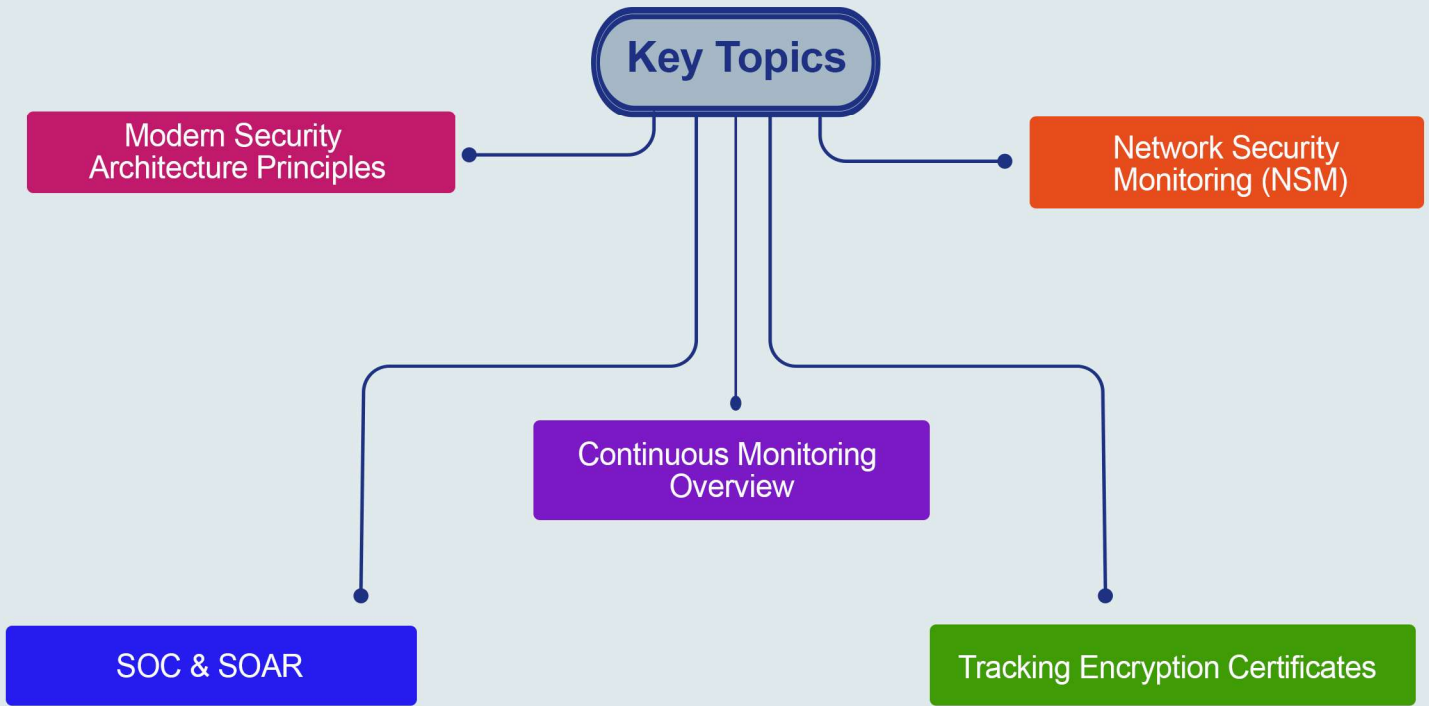 Key Topics
Modern Security
Architecture Principles
Network Security
Monitoring (NSM)
Continuous Monitoring
Overview
SOC & SOAR
Tracking Encryption Certificates